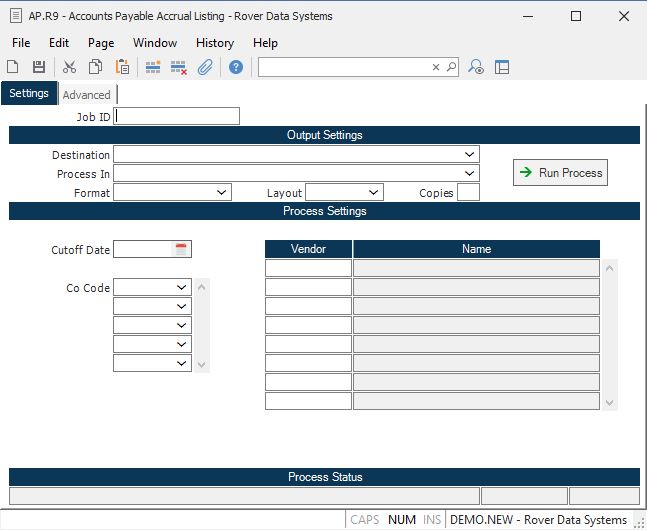 AP.R9 - Accounts Payable Accrual Listing - Rover Data Systems
File Edit Page Window History Help
Settings Advanced
Job ID
Output Settings
Destination
Process In
Run Process
Format Layout Copies
Process Settings
Cutoff Date
Vendor Name
Co Code
Process Status
CAPS NUM INS DEMO.NEW - Rover Data Systems